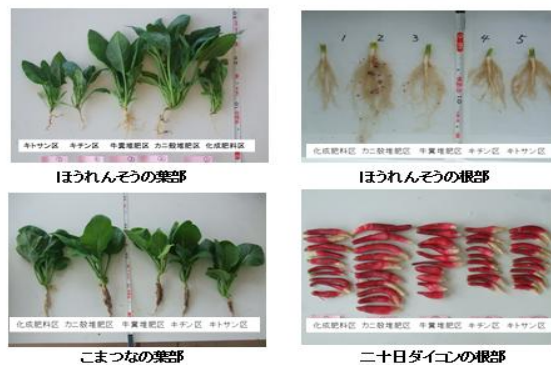 キトサン区 キチン区 牛糞堆肥区 カニ殻堆肥区 化成肥料区
ほうれんそうの葉部
1 2 3 4 5
化成肥料区 カニ殻堆肥区 牛糞堆肥区 キチン区 キトサン区
ほうれんそうの根部
化成肥料区 カニ殻堆肥区 牛糞堆肥区 キチン区 キトサン区
こまつなの葉部
化成肥料区 カニ殻堆肥区 牛糞堆肥区 キチン区 キトサン区
二十日ダイコンの根部